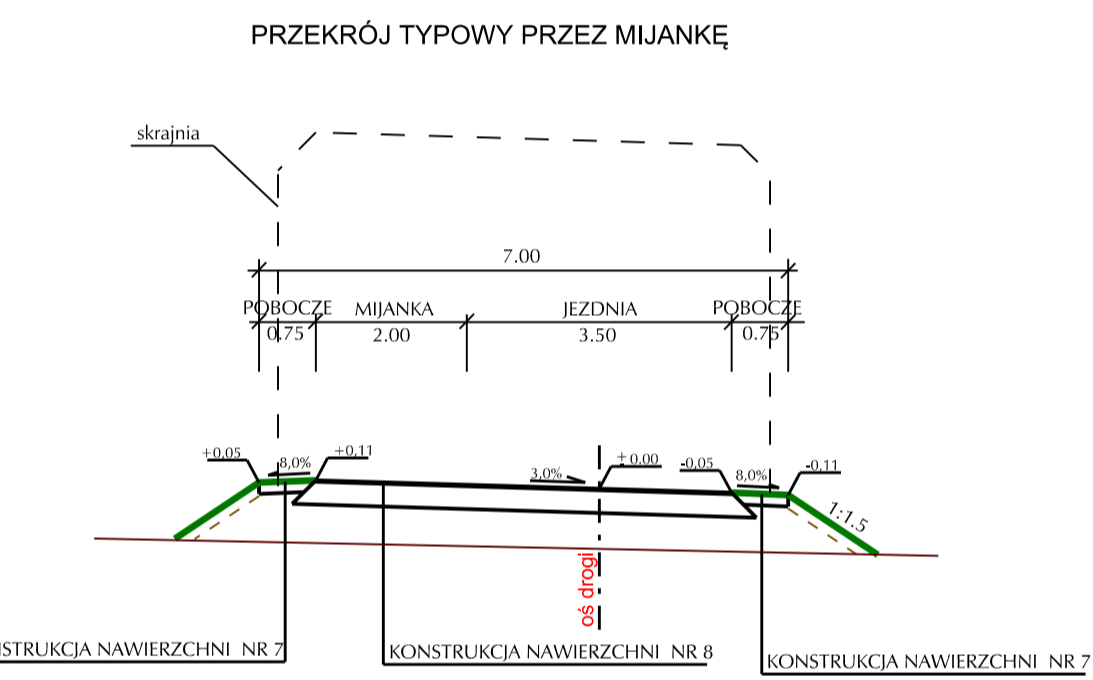 PRZEKRÓJ TYPOWY PRZEZ MIJANKĘ
skrajnia
7.00
POBOCZE MIJANKA JEZDNIA POBOCZE
0.75 2.00 3.50 0.75
+0,05 8,0% +0,11 3,0% ±0.00 -0,05 8,0% -0,11
1:1.5
oś drogi
NSTRUKCJA NAWIERZCHNI NR 7
KONSTRUKCJA NAWIERZCHNI NR 8
KONSTRUKCJA NAWIERZCHNI NR 7